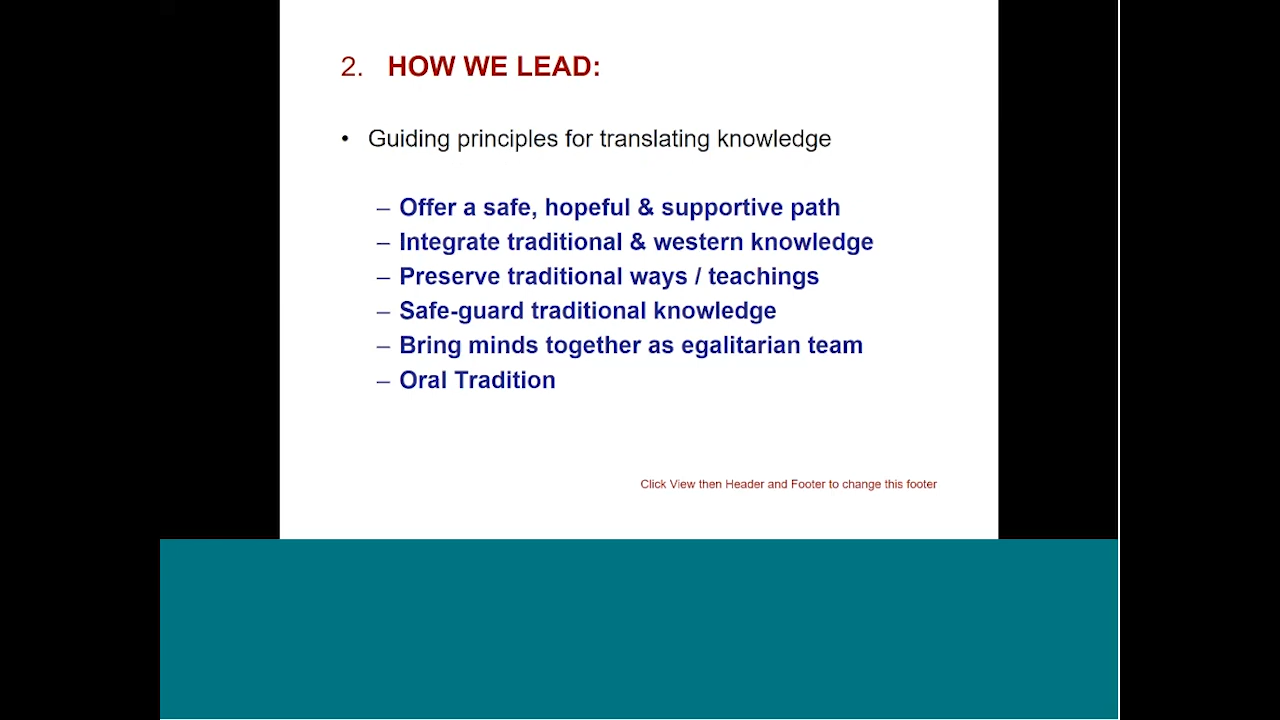 2. HOW WE LEAD:
• Guiding principles for translating knowledge
– Offer a safe, hopeful & supportive path
– Integrate traditional & western knowledge
– Preserve traditional ways / teachings
– Safe-guard traditional knowledge
– Bring minds together as egalitarian team
– Oral Tradition
Click View then Header and Footer to change this footer